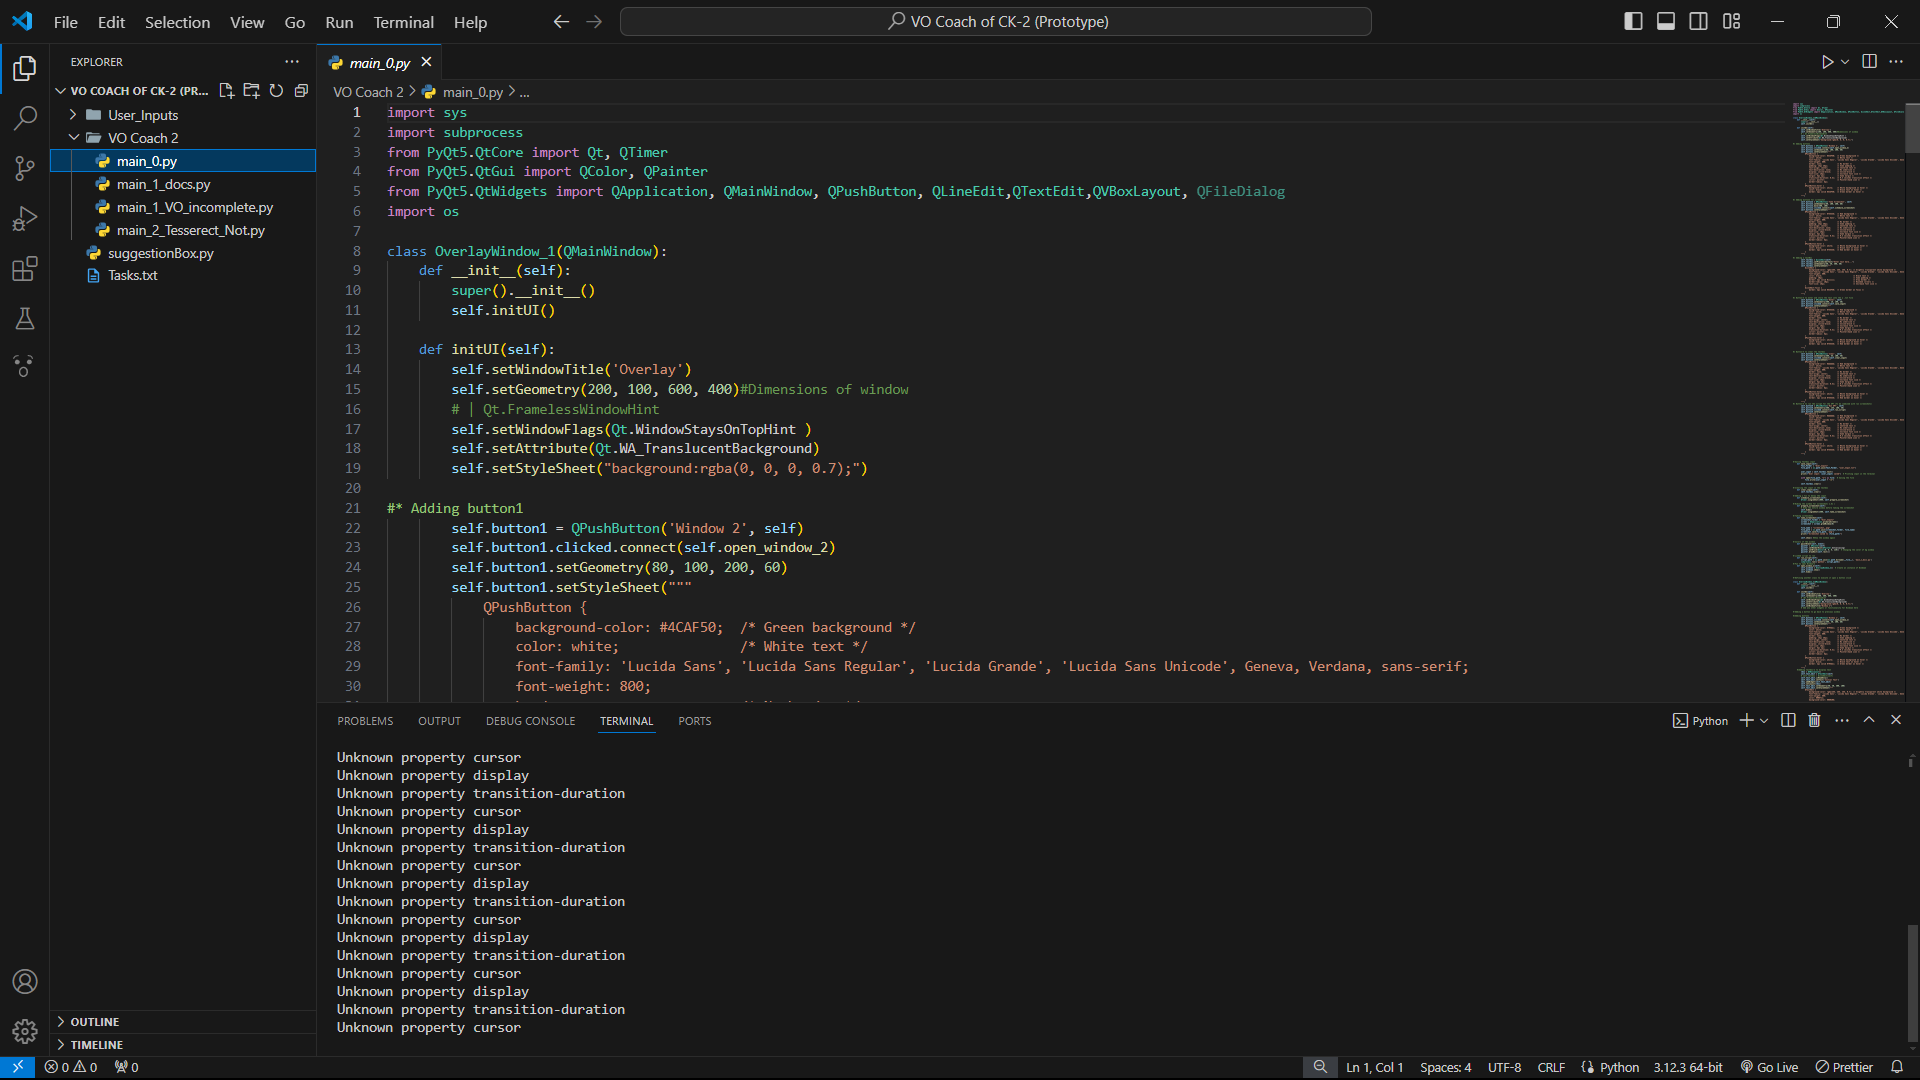 File Edit Selection View Go Run Terminal Help
VO Coach of CK-2 (Prototype)
EXPLORER
VO COACH OF CK-2 (PR...
User_Inputs
VO Coach 2
main_0.py
main_1_docs.py
main_1_VO_incomplete.py
main_2_Tesserect_Not.py
suggestionBox.py
Tasks.txt
OUTLINE
TIMELINE
main_0.py
VO Coach 2 > main_0.py > ...
1 import sys
2 import subprocess
3 from PyQt5.QtCore import Qt, QTimer
4 from PyQt5.QtGui import QColor, QPainter
5 from PyQt5.QtWidgets import QApplication, QMainWindow, QPushButton, QLineEdit,QTextEdit,QVBoxLayout, QFileDialog
6 import os
7
8 class OverlayWindow_1(QMainWindow):
9 def __init__(self):
10 super().__init__()
11 self.initUI()
12
13 def initUI(self):
14 self.setWindowTitle('Overlay')
15 self.setGeometry(200, 100, 600, 400)#Dimensions of window
16 # | Qt.FramelessWindowHint
17 self.setWindowFlags(Qt.WindowStaysOnTopHint )
18 self.setAttribute(Qt.WA_TranslucentBackground)
19 self.setStyleSheet("background:rgba(0, 0, 0, 0.7);")
20
21 #* Adding button1
22 self.button1 = QPushButton('Window 2', self)
23 self.button1.clicked.connect(self.open_window_2)
24 self.button1.setGeometry(80, 100, 200, 60)
25 self.button1.setStyleSheet("""
26 QPushButton {
27 background-color: #4CAF50; /* Green background */
28 color: white; /* White text */
29 font-family: 'Lucida Sans', 'Lucida Sans Regular', 'Lucida Grande', 'Lucida Sans Unicode', Geneva, Verdana, sans-serif;
30 font-weight: 800;
PROBLEMS OUTPUT DEBUG CONSOLE TERMINAL PORTS
Python
Unknown property cursor
Unknown property display
Unknown property transition-duration
Unknown property cursor
Unknown property display
Unknown property transition-duration
Unknown property cursor
Unknown property display
Unknown property transition-duration
Unknown property cursor
Unknown property display
Unknown property transition-duration
Unknown property cursor
Unknown property display
Unknown property transition-duration
Unknown property cursor
0 0 0 Ln 1, Col 1 Spaces: 4 UTF-8 CRLF Python 3.12.3 64-bit Go Live Prettier